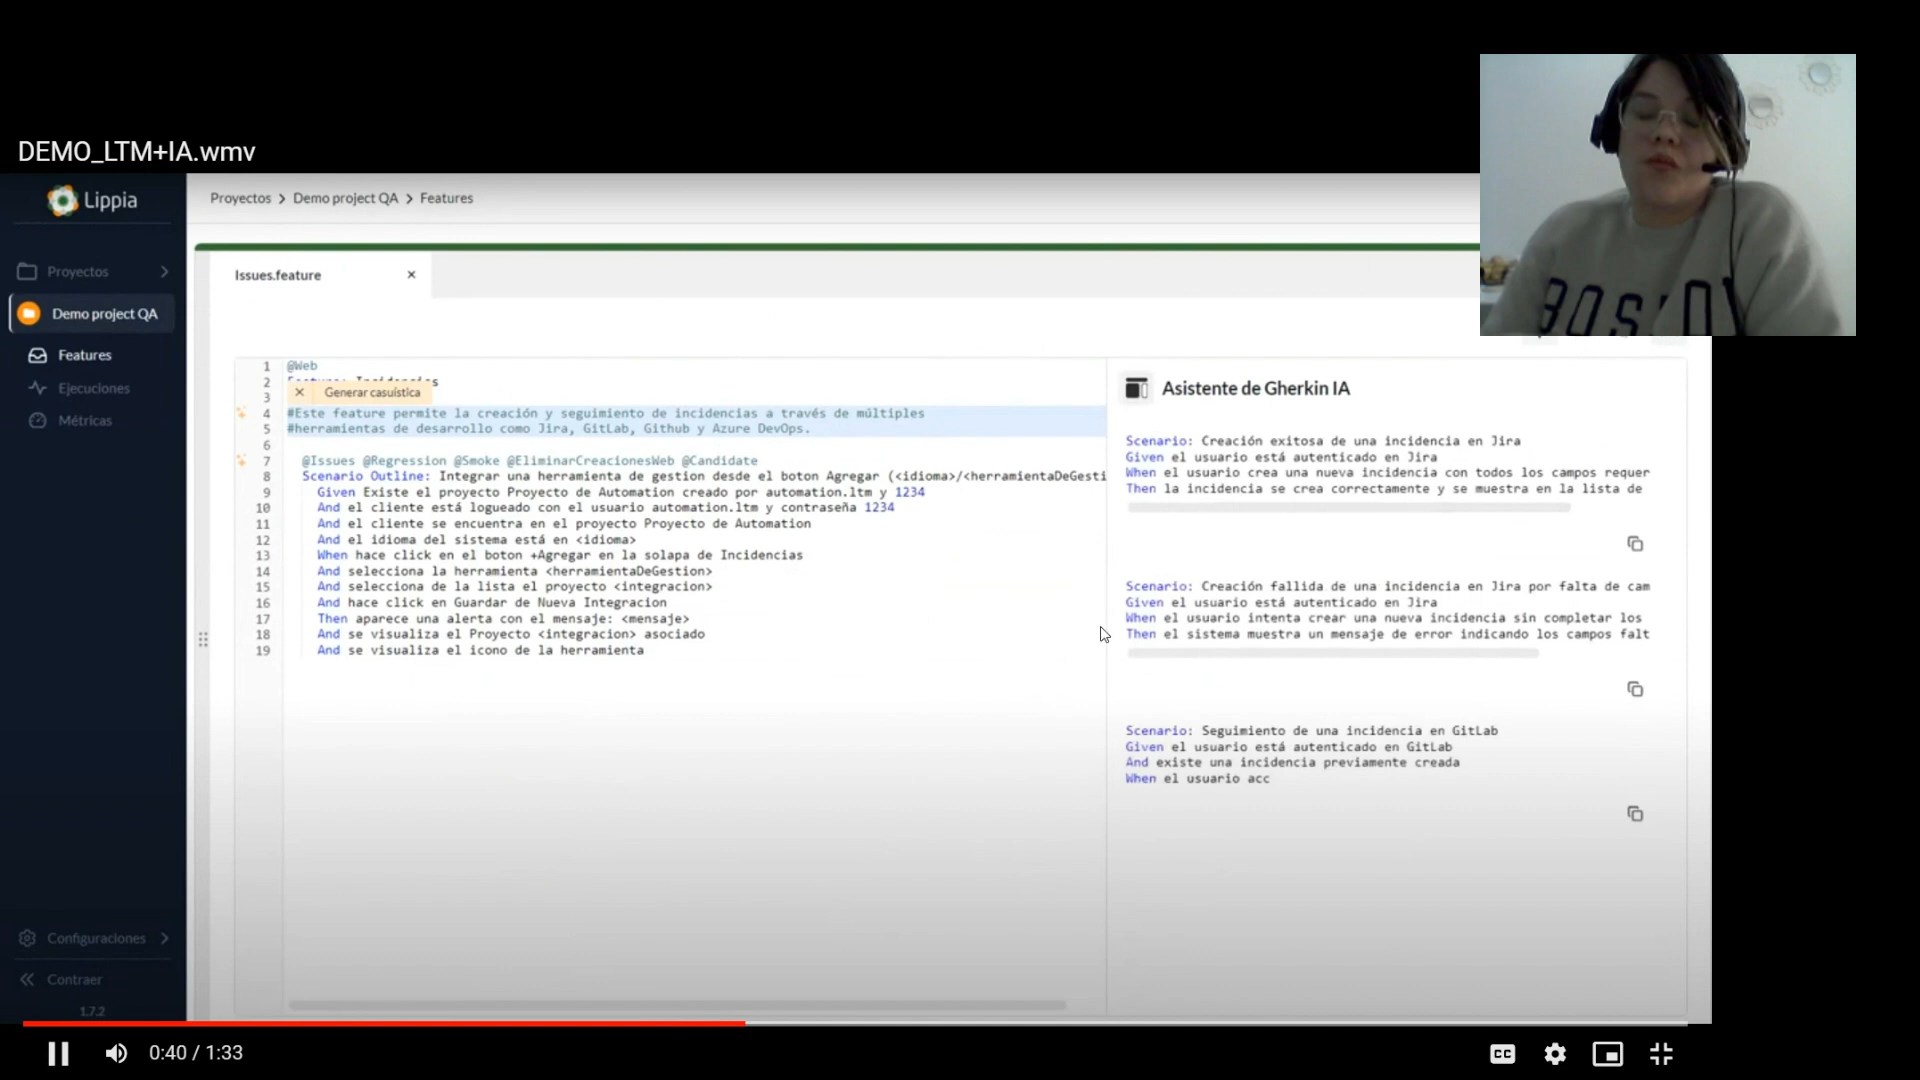 DEMO_LTM+IA.wmv
Lippia
Proyectos > Demo project QA > Features
Proyectos
Demo project QA
Features
Ejecuciones
Métricas
Configuraciones
Contraer
1.7.2
Issues.feature
1 @Web
2
3
Generar casuística
4 #Este feature permite la creación y seguimiento de incidencias a través de múltiples
5 #herramientas de desarrollo como Jira, GitLab, Github y Azure DevOps.
6
7 @Issues @Regression @Smoke @EliminarCreacionesWeb @Candidate
8 Scenario Outline: Integrar una herramienta de gestion desde el boton Agregar (<idioma>/<herramientaDeGesti
9 Given Existe el proyecto Proyecto de Automation creado por automation.ltm y 1234
10 And el cliente está logueado con el usuario automation.ltm y contraseña 1234
11 And el cliente se encuentra en el proyecto Proyecto de Automation
12 And el idioma del sistema está en <idioma>
13 When hace click en el boton +Agregar en la solapa de Incidencias
14 And selecciona la herramienta <herramientaDeGestion>
15 And selecciona de la lista el proyecto <integracion>
16 And hace click en Guardar de Nueva Integracion
17 Then aparece una alerta con el mensaje: <mensaje>
18 And se visualiza el Proyecto <integracion> asociado
19 And se visualiza el icono de la herramienta
Asistente de Gherkin IA
Scenario: Creación exitosa de una incidencia en Jira
Given el usuario está autenticado en Jira
When el usuario crea una nueva incidencia con todos los campos requer
Then la incidencia se crea correctamente y se muestra en la lista de
Scenario: Creación fallida de una incidencia en Jira por falta de cam
Given el usuario está autenticado en Jira
When el usuario intenta crear una nueva incidencia sin completar los
Then el sistema muestra un mensaje de error indicando los campos falt
Scenario: Seguimiento de una incidencia en GitLab
Given el usuario está autenticado en GitLab
And existe una incidencia previamente creada
When el usuario acc
0:40 / 1:33
CC